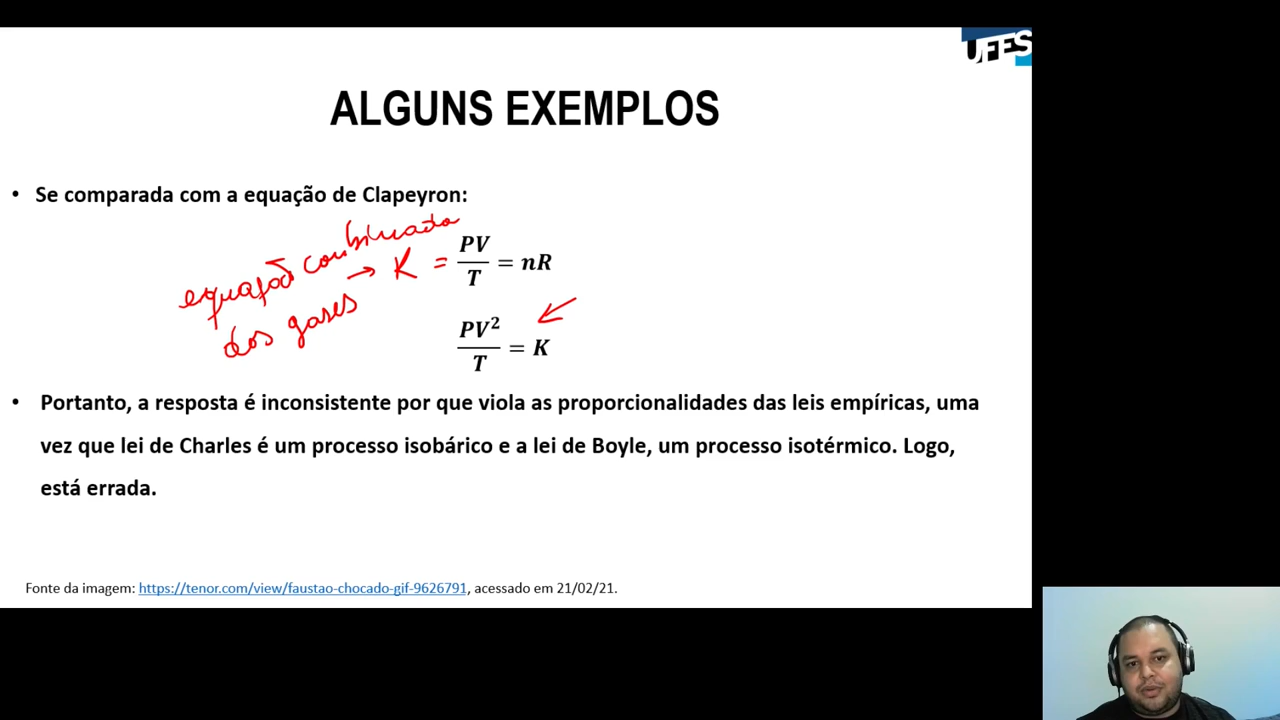 UFES
ALGUNS EXEMPLOS
• Se comparada com a equação de Clapeyron:
equação combinada
dos gases
→ K = PV/T = nR
PV²/T = K
• Portanto, a resposta é inconsistente por que viola as proporcionalidades das leis empíricas, uma
vez que lei de Charles é um processo isobárico e a lei de Boyle, um processo isotérmico. Logo,
está errada.
Fonte da imagem: https://tenor.com/view/faustao-chocado-gif-9626791, acessado em 21/02/21.